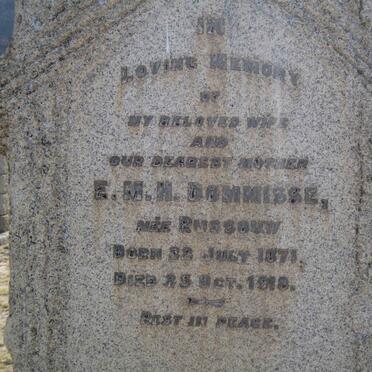 IN
LOVING MEMORY
OF
MY BELOVED WIFE
AND
OUR DEAREST MOTHER
E. M. H. DOMMISSE,
NÉE RUSSOUW
BORN 22 JULY 1871.
DIED 25 OCT. 1918.
REST IN PEACE.